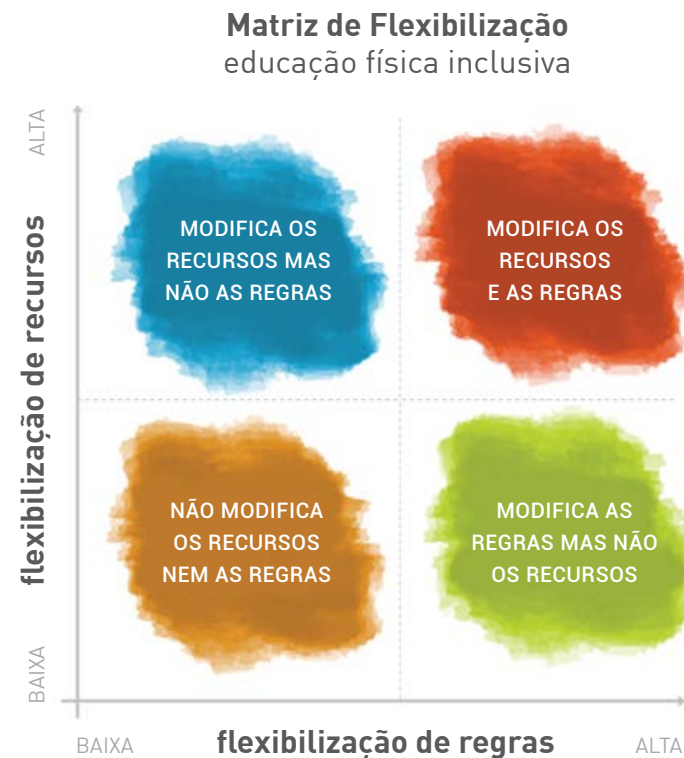 Matriz de Flexibilização
educação física inclusiva
ALTA
flexibilização de recursos
BAIXA
MODIFICA OS
RECURSOS MAS
NÃO AS REGRAS
MODIFICA OS
RECURSOS
E AS REGRAS
NÃO MODIFICA
OS RECURSOS
NEM AS REGRAS
MODIFICA AS
REGRAS MAS NÃO
OS RECURSOS
BAIXA
flexibilização de regras
ALTA